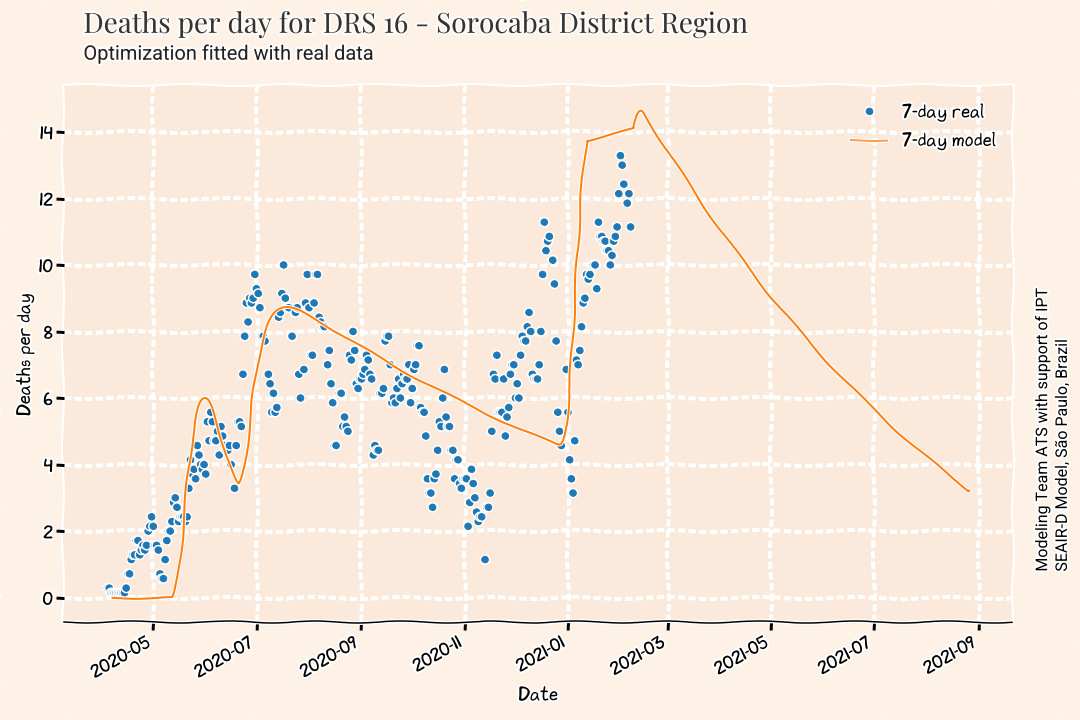 Deaths per day for DRS 16 - Sorocaba District Region
Optimization fitted with real data
7-day real
7-day model
14
12
10
8
6
4
2
0
Deaths per day
2020-05
2020-07
2020-09
2020-11
2021-01
2021-03
2021-05
2021-07
2021-09
Date
Modeling Team ATS with support of IPT
SEAIR-D Model, São Paulo, Brazil